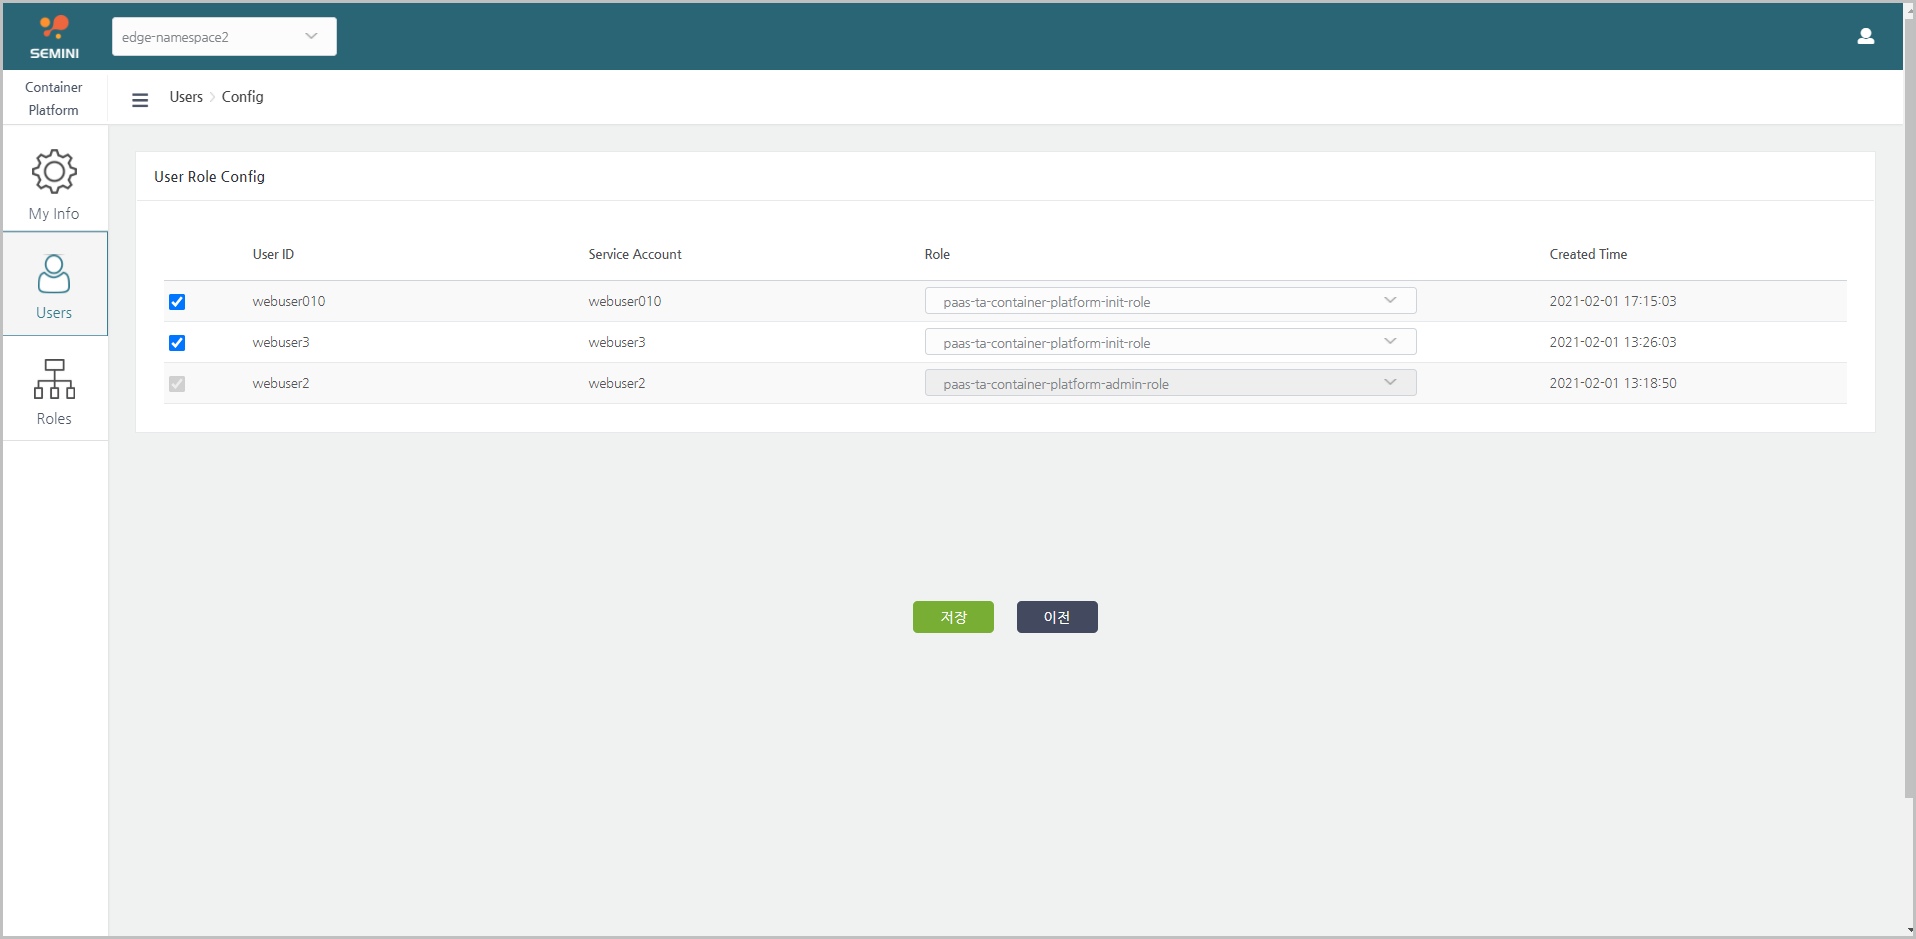 SEMINI
edge-namespace2
Container
Platform
Users
Config
My Info
Users
Roles
User Role Config
User ID Service Account Role Created Time
webuser010 webuser010 paas-ta-container-platform-init-role 2021-02-01 17:15:03
webuser3 webuser3 paas-ta-container-platform-init-role 2021-02-01 13:26:03
webuser2 webuser2 paas-ta-container-platform-admin-role 2021-02-01 13:18:50
저장 이전